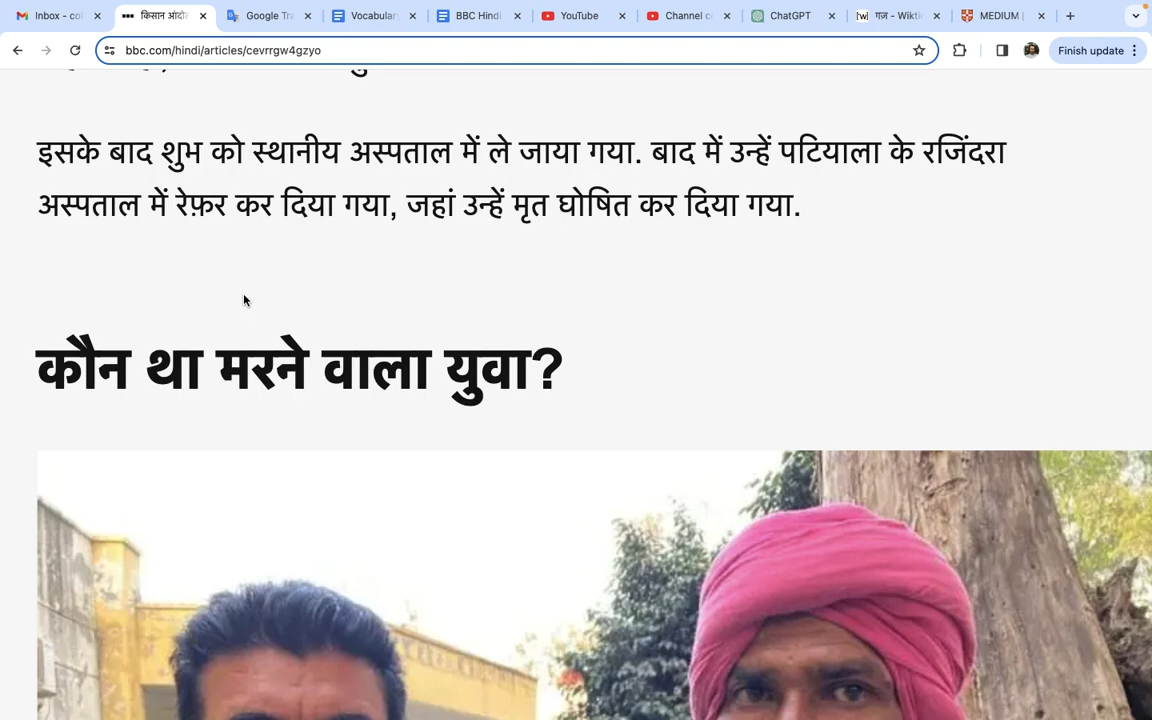 Inbox - co
किसान आंदो
Google Tra
Vocabular
BBC Hindi
YouTube
Channel c
ChatGPT
गज़ - Wikti
MEDIUM
bbc.com/hindi/articles/cevrrgw4gzyo
Finish update
इसके बाद शुभ को स्थानीय अस्पताल में ले जाया गया. बाद में उन्हें पटियाला के रजिंदरा
अस्पताल में रेफ़र कर दिया गया, जहां उन्हें मृत घोषित कर दिया गया.
कौन था मरने वाला युवा?